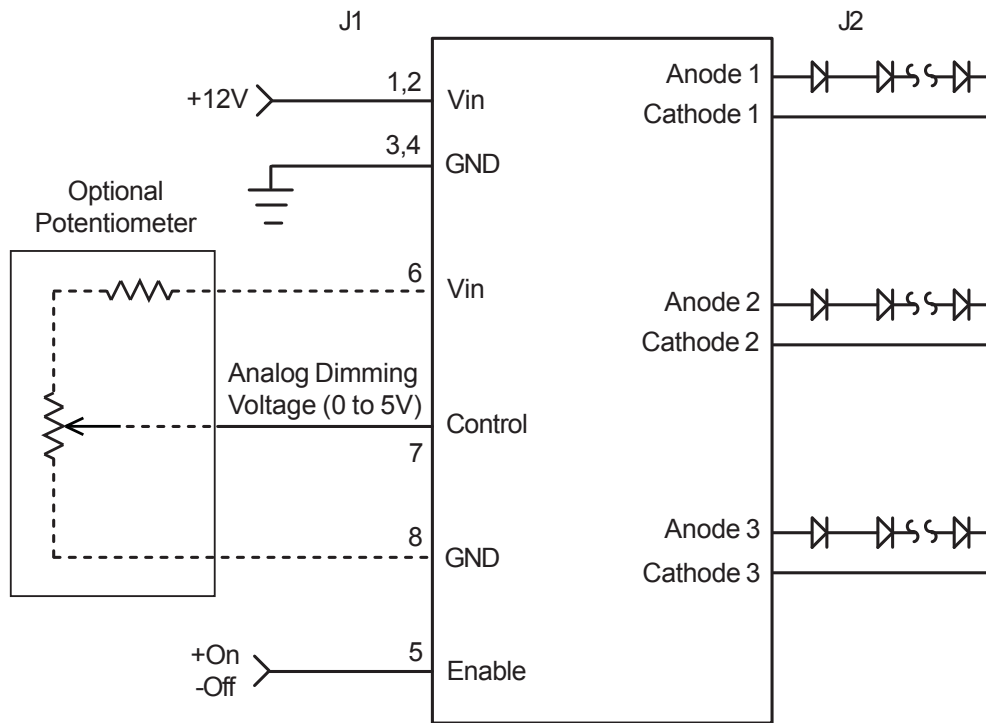 J1
J2
+12V
1,2
Vin
3,4
GND
Optional
Potentiometer
6
Vin
Analog Dimming
Voltage (0 to 5V)
Control
7
8
GND
+On
-Off
5
Enable
Anode 1
Cathode 1
Anode 2
Cathode 2
Anode 3
Cathode 3